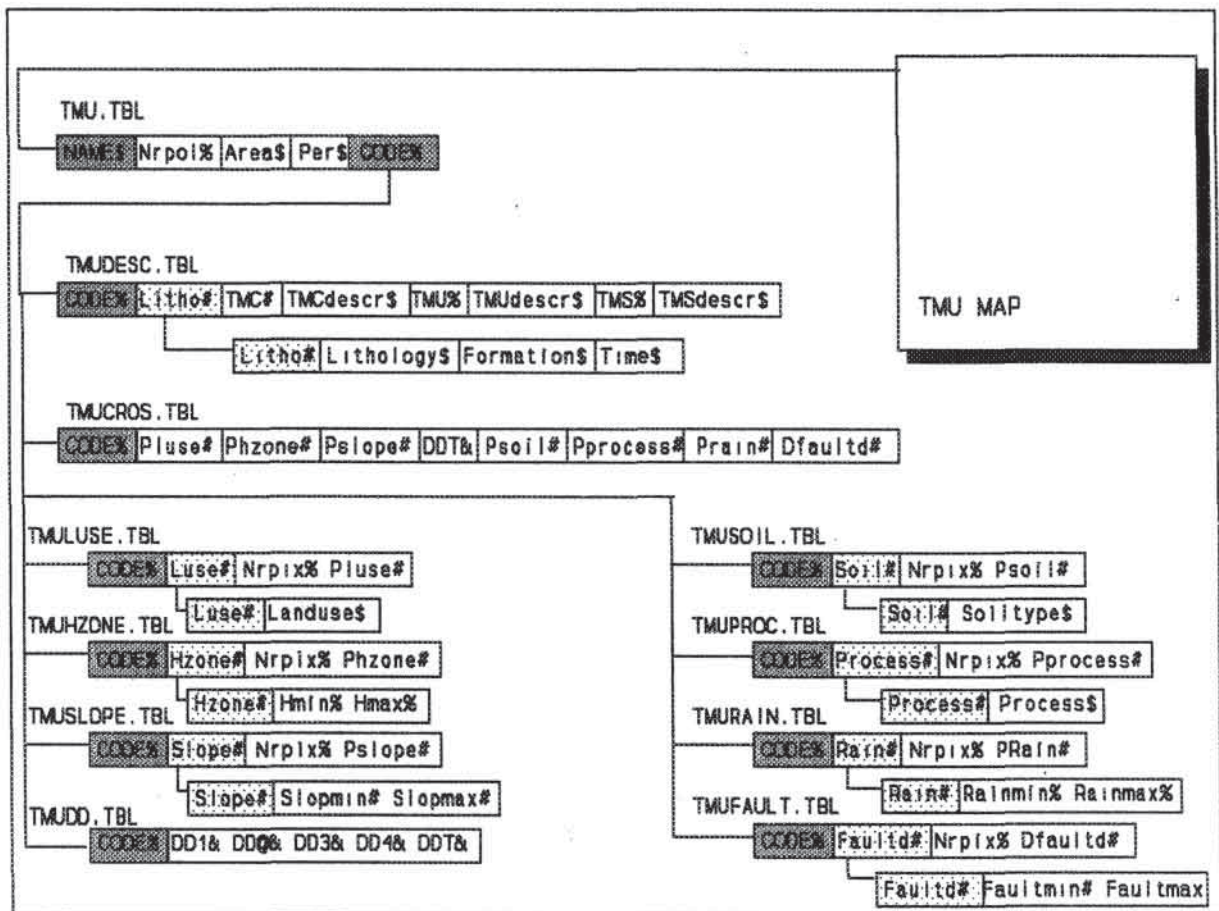 TMU.TBL
NAME$ Nrpol% Area$ Per$ CODE%
TMUDESC.TBL
CODE% Litho# TMC# TMCdescr$ TMU% TMUdescr$ TMS% TMSdescr$
TMU MAP
Litho# Lithology$ Formation$ Time$
TMUCROS.TBL
CODE% Pluse# Phzone# Pslope# DDT& Psoil# Pprocess# Prain# Dfaultd#
TMULUSE.TBL
CODE% Luse# Nrpix% Pluse#
Luse# Landuse$
TMUHZONE.TBL
CODE% Hzone# Nrpix% Phzone#
Hzone# Hmin% Hmax%
TMUSLOPE.TBL
CODE% Slope# Nrpix% Pslope#
Slope# Slopmin# Slopmax#
TMUDD.TBL
CODE% DD1& DD3& DD4& DDT&
TMUSOIL.TBL
CODE% Soil# Nrpix% Psoil#
Soil# Soiltype$
TMUPROC.TBL
CODE% Process# Nrpix% Pprocess#
Process# Process$
TMURAIN.TBL
CODE% Rain# Nrpix% PRain#
Rain# Rainmin% Rainmax%
TMUFAULT.TBL
CODE% Faultd# Nrpix% Dfaultd#
Faultd# Faultmin# Faultmax